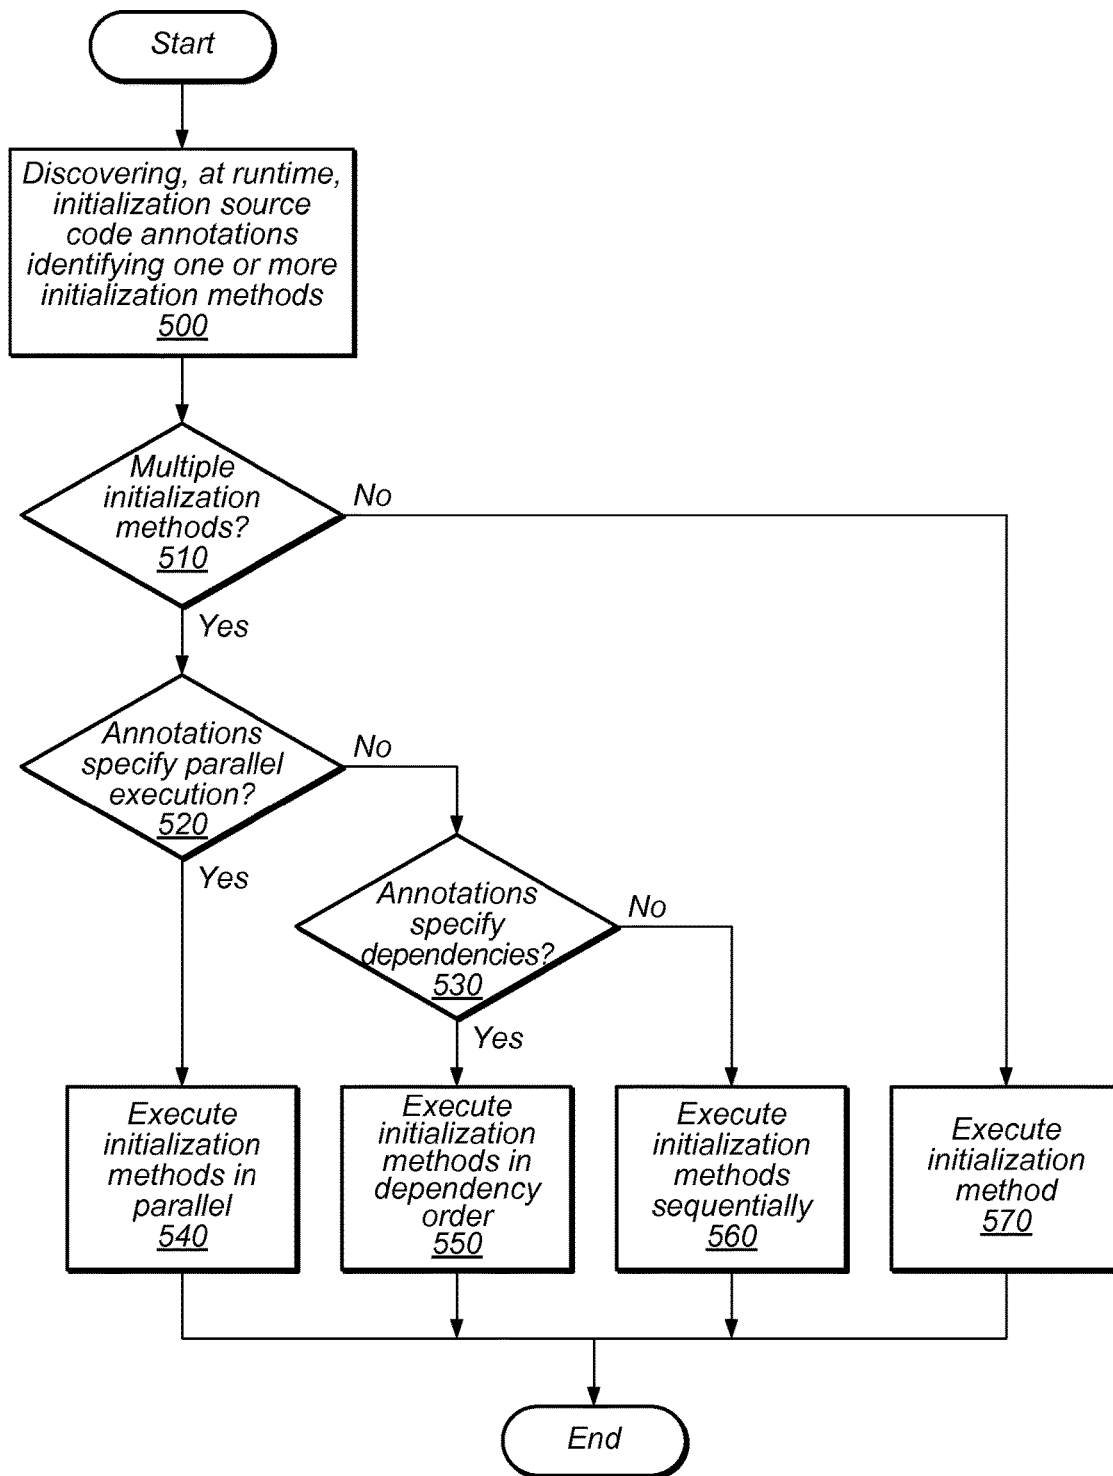 Start
Discovering, at runtime,
initialization source
code annotations
identifying one or more
initialization methods
500
Multiple
initialization
methods?
510
No
Yes
Annotations
specify parallel
execution?
520
No
Yes
Annotations
specify
dependencies?
530
No
Yes
Execute
initialization
methods in
parallel
540
Execute
initialization
methods in
dependency
order
550
Execute
initialization
methods
sequentially
560
Execute
initialization
method
570
End